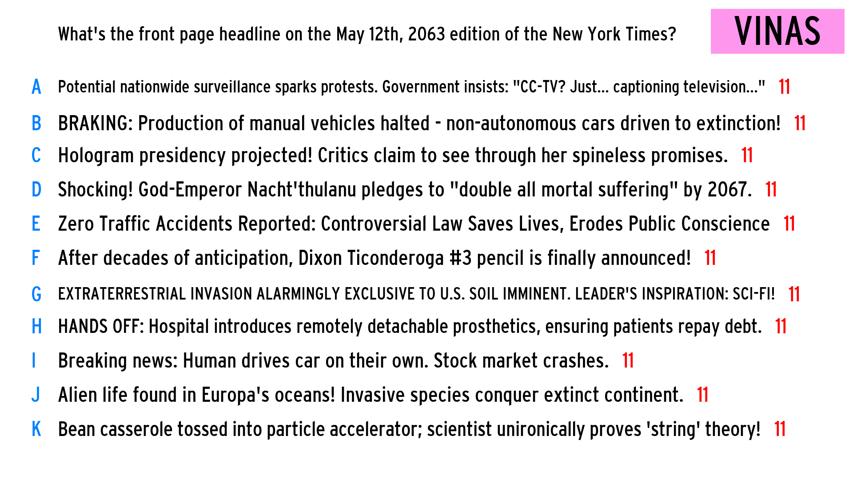 What's the front page headline on the May 12th, 2063 edition of the New York Times?
VINAS
A Potential nationwide surveillance sparks protests. Government insists: "CC-TV? Just... captioning television..." 11
B BRAKING: Production of manual vehicles halted - non-autonomous cars driven to extinction! 11
C Hologram presidency projected! Critics claim to see through her spineless promises. 11
D Shocking! God-Emperor Nacht'thulanu pledges to "double all mortal suffering" by 2067. 11
E Zero Traffic Accidents Reported: Controversial Law Saves Lives, Erodes Public Conscience 11
F After decades of anticipation, Dixon Ticonderoga #3 pencil is finally announced! 11
G EXTRATERRESTRIAL INVASION ALARMINGLY EXCLUSIVE TO U.S. SOIL IMMINENT. LEADER'S INSPIRATION: SCI-FI! 11
H HANDS OFF: Hospital introduces remotely detachable prosthetics, ensuring patients repay debt. 11
I Breaking news: Human drives car on their own. Stock market crashes. 11
J Alien life found in Europa's oceans! Invasive species conquer extinct continent. 11
K Bean casserole tossed into particle accelerator; scientist unironically proves 'string' theory! 11